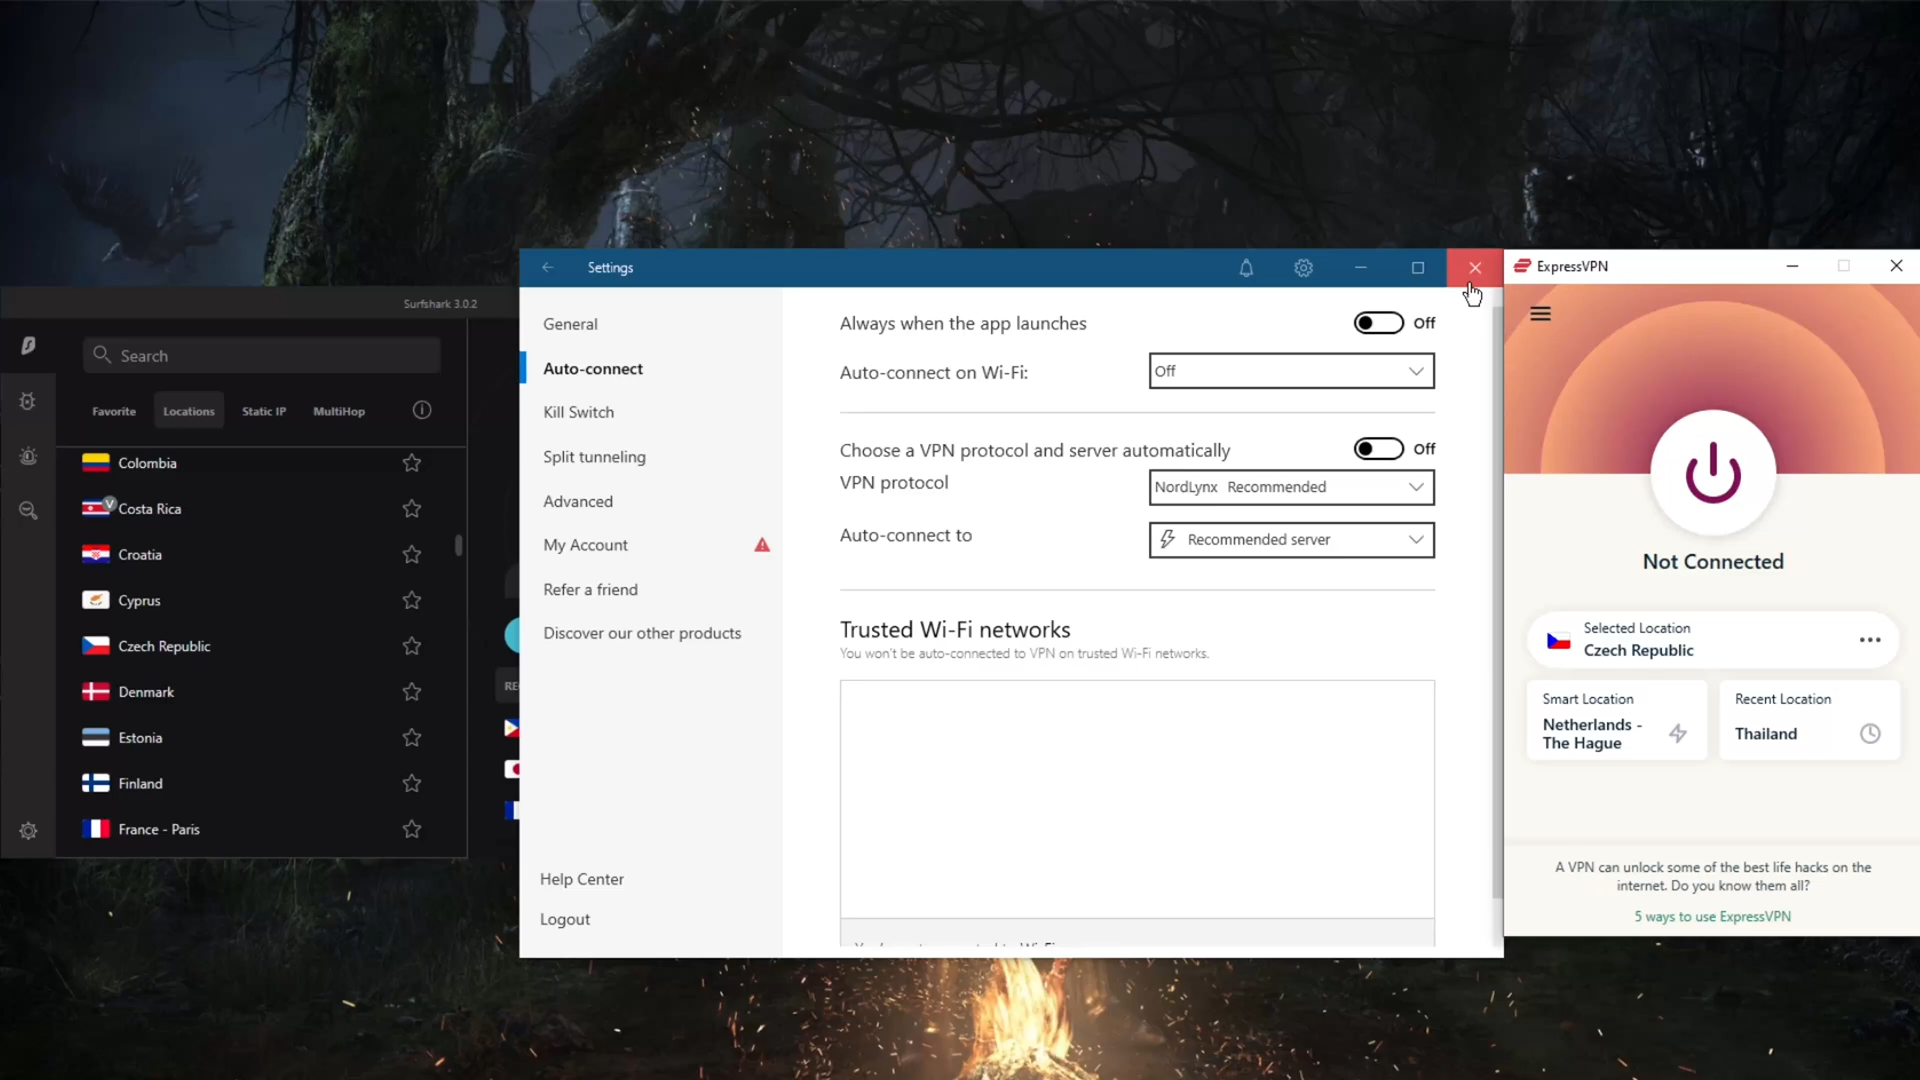 Surfshark 3.0.2
Search
Favorite
Locations
Static IP
MultiHop
Colombia
V
Costa Rica
Croatia
Cyprus
Czech Republic
Denmark
Estonia
Finland
France - Paris
Settings
General
Auto-connect
Kill Switch
Split tunneling
Advanced
My Account
Refer a friend
Discover our other products
Help Center
Logout
Always when the app launches
Off
Auto-connect on Wi-Fi:
Off
Choose a VPN protocol and server automatically
Off
VPN protocol
NordLynx Recommended
Auto-connect to
Recommended server
Trusted Wi-Fi networks
You won't be auto-connected to VPN on trusted Wi-Fi networks.
ExpressVPN
Not Connected
Selected Location
Czech Republic
Smart Location
Netherlands -
The Hague
Recent Location
Thailand
A VPN can unlock some of the best life hacks on the
internet. Do you know them all?
5 ways to use ExpressVPN